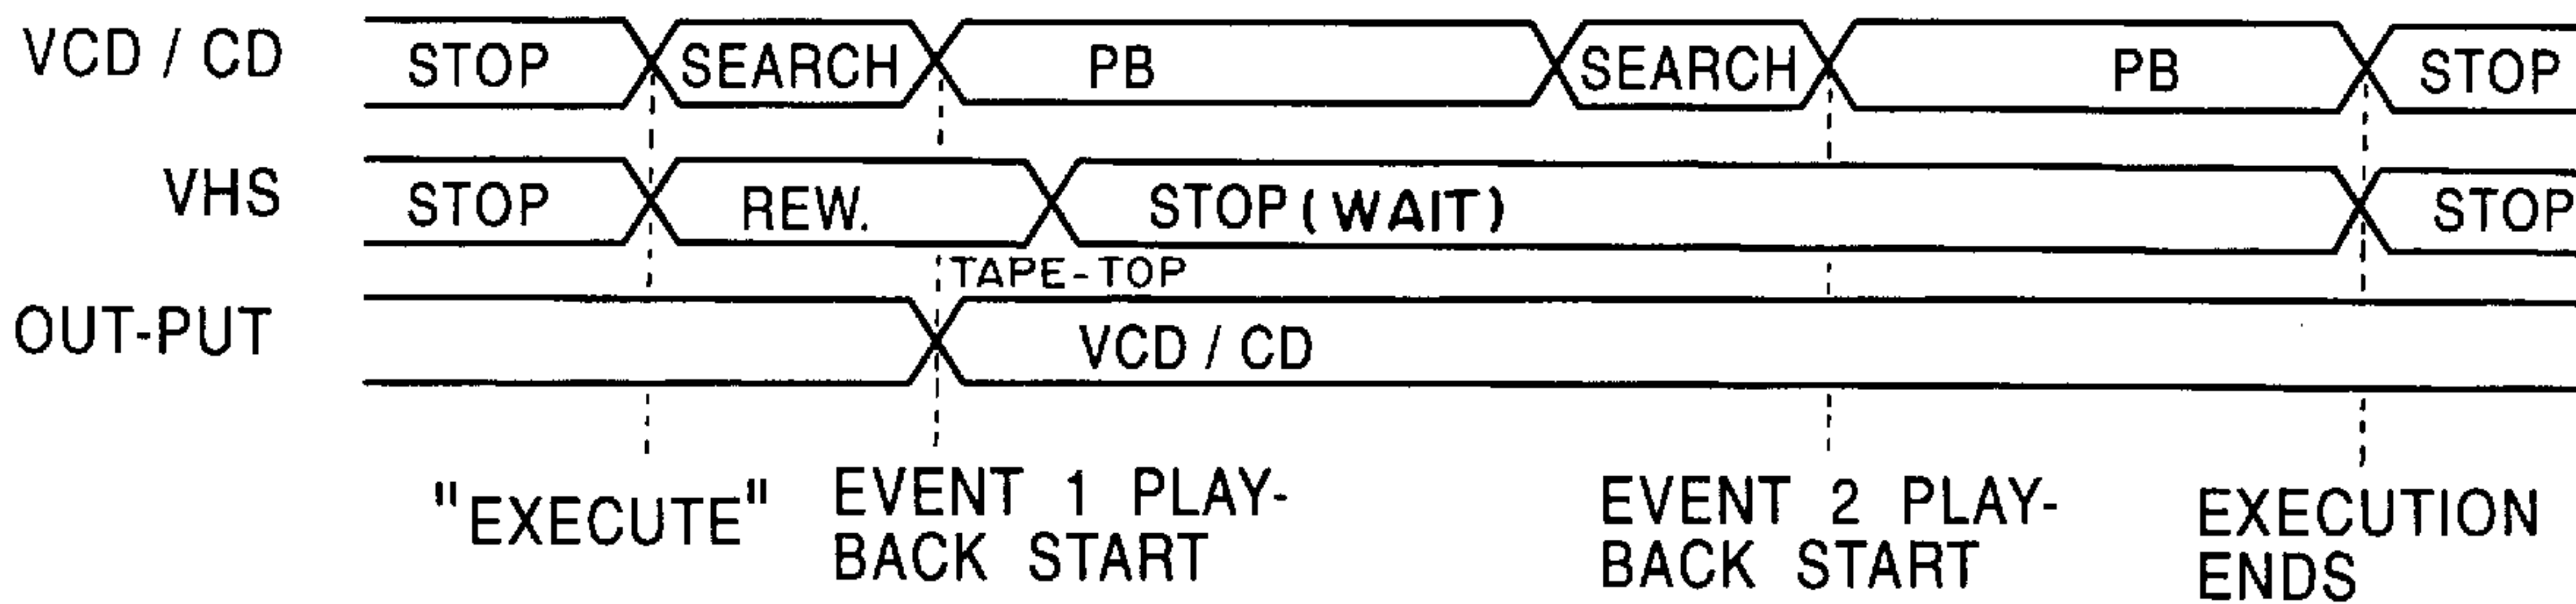 VCD / CD STOP SEARCH PB SEARCH PB STOP
VHS STOP REW. STOP (WAIT) STOP
TAPE-TOP
OUT-PUT VCD / CD
"EXECUTE"
EVENT 1 PLAY-
BACK START
EVENT 2 PLAY-
BACK START
EXECUTION
ENDS